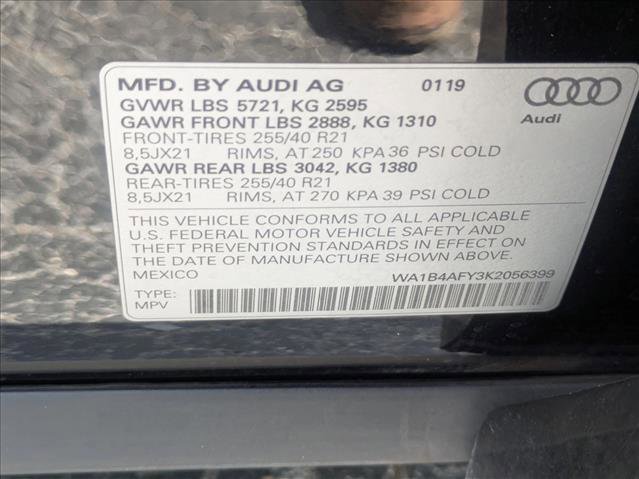 MFD. BY AUDI AG 0119
GVWR LBS 5721, KG 2595
GAWR FRONT LBS 2888, KG 1310
Audi
FRONT-TIRES 255/40 R21
8,5JX21 RIMS, AT 250 KPA 36 PSI COLD
GAWR REAR LBS 3042, KG 1380
REAR-TIRES 255/40 R21
8,5JX21 RIMS, AT 270 KPA 39 PSI COLD
THIS VEHICLE CONFORMS TO ALL APPLICABLE
U.S. FEDERAL MOTOR VEHICLE SAFETY AND
THEFT PREVENTION STANDARDS IN EFFECT ON
THE DATE OF MANUFACTURE SHOWN ABOVE.
MEXICO WA1B4AFY3K2056399
TYPE:
MPV